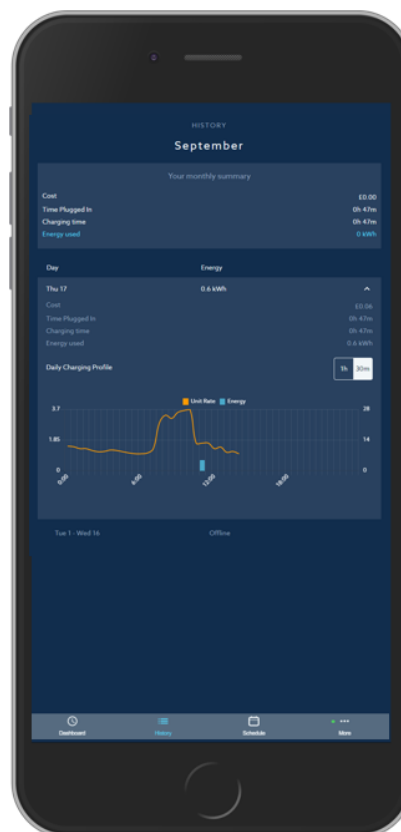 HISTORY
September
Your monthly summary
Cost £0.00
Time Plugged In 0h 47m
Charging time 0h 47m
Energy used 0 kWh
Day Energy
Thu 17 0.6 kWh
Cost £0.06
Time Plugged In 0h 47m
Charging time 0h 47m
Energy used 0.6 kWh
Daily Charging Profile 1h 30m
Unit Rate Energy
3.7 28
1.85 14
0 0
0:00 6:00 12:00 18:00
Tue 1 - Wed 16 Offline
Dashboard History Schedule More